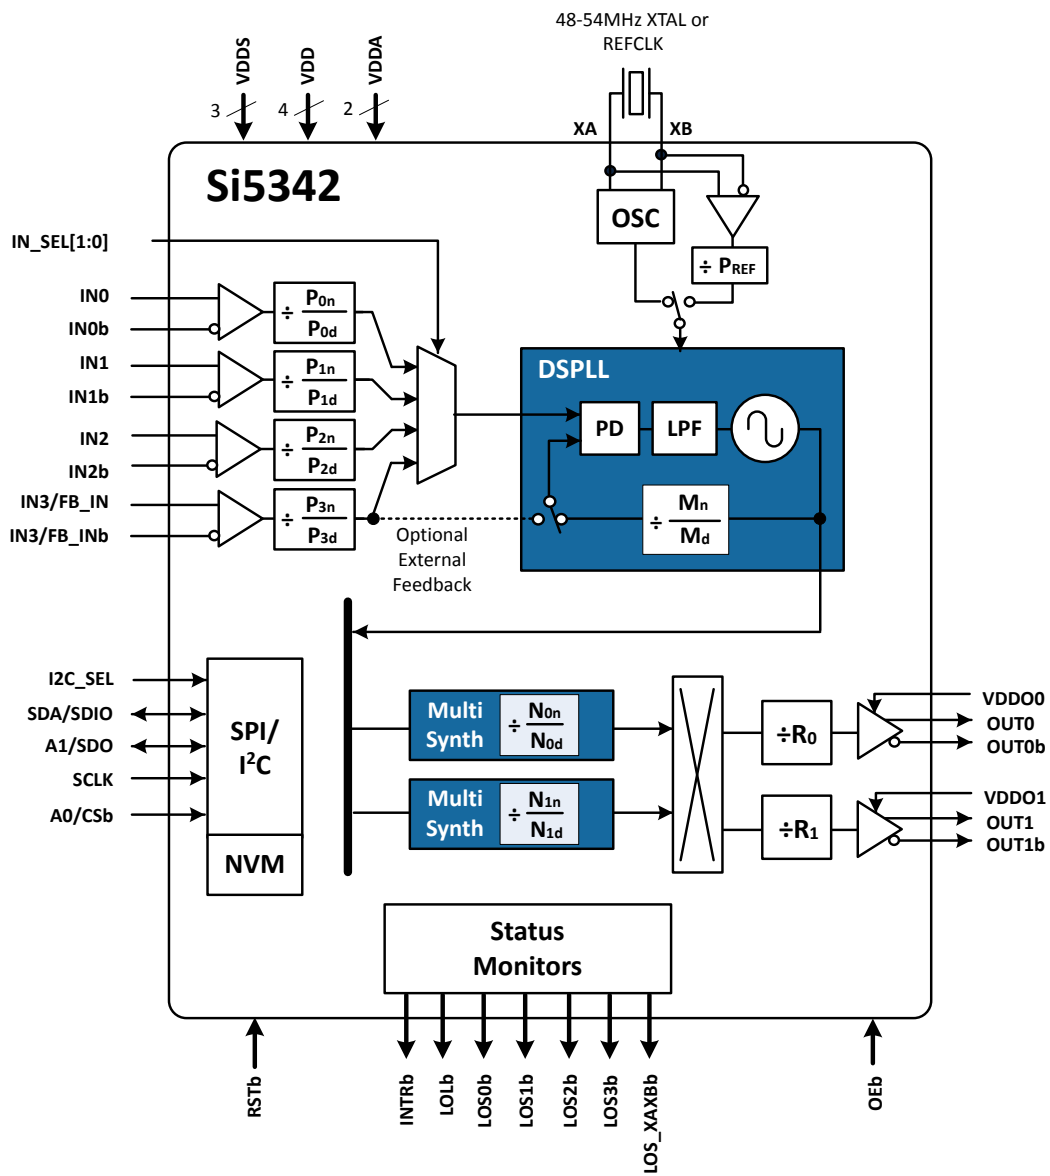 48-54MHz XTAL or
REFCLK
VDDS
VDD
VDDA
3
4
2
XA
XB
Si5342
OSC
÷ PREF
IN_SEL[1:0]
IN0
IN0b
÷ P0n
P0d
IN1
IN1b
÷ P1n
P1d
IN2
IN2b
÷ P2n
P2d
IN3/FB_IN
IN3/FB_INb
÷ P3n
P3d
DSPLL
PD
LPF
÷ Mn
Md
Optional
External
Feedback
I2C_SEL
SDA/SDIO
A1/SDO
SCLK
A0/CSb
SPI/
I²C
NVM
Multi
Synth
÷ N0n
N0d
Multi
Synth
÷ N1n
N1d
÷R0
÷R1
VDDO0
OUT0
OUT0b
VDDO1
OUT1
OUT1b
Status
Monitors
RSTb
INTRb
LOLb
LOS0b
LOS1b
LOS2b
LOS3b
LOS_XAXBb
OEb